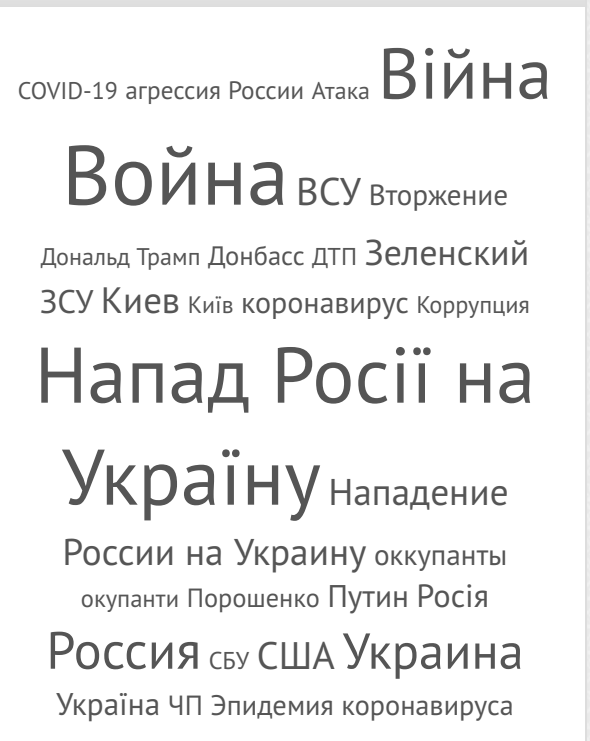 COVID-19 агрессия России Атака Війна
Война ВСУ Вторжение
Дональд Трамп Донбасс ДТП Зеленский
ЗСУ Киев Київ коронавирус Коррупция
Напад Росії на
Україну Нападение
России на Украину оккупанты
окупанти Порошенко Путин Росія
Россия СБУ США Украина
Україна ЧП Эпидемия коронавируса